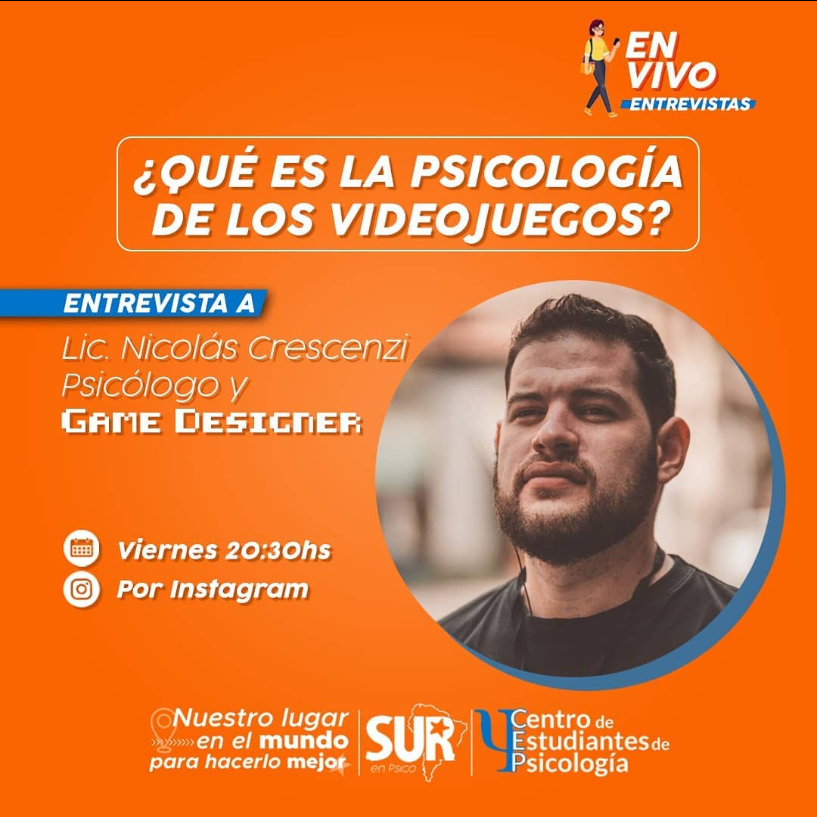 EN
VIVO
ENTREVISTAS
¿QUÉ ES LA PSICOLOGÍA
DE LOS VIDEOJUEGOS?
ENTREVISTA A
Lic. Nicolás Crescenzi
Psicólogo y
GAME DESIGNER
Viernes 20:30hs
Por Instagram
Nuestro lugar
en el mundo
para hacerlo mejor
SUR
en Psico
Centro de
Estudiantes de
Psicología